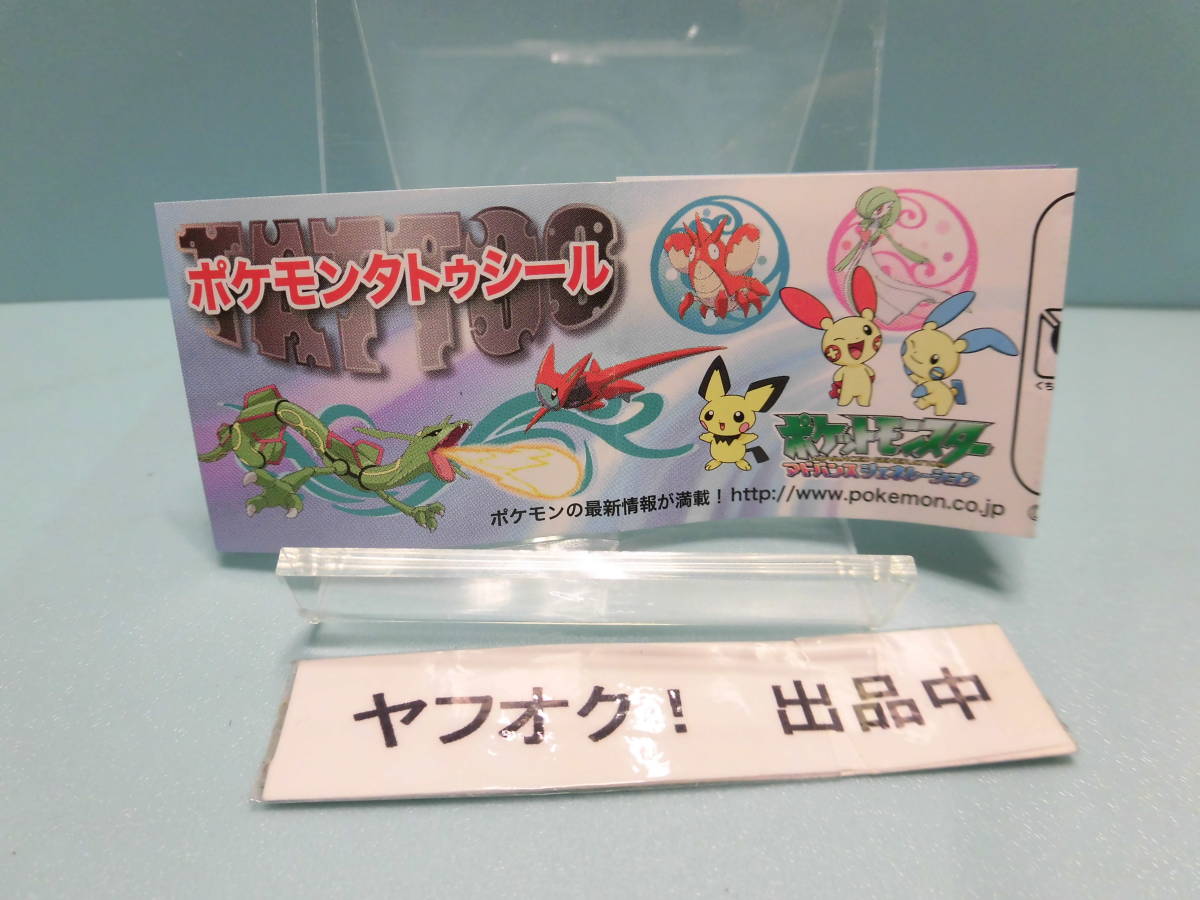 TATTOO
ポケモンタトゥシール
ポケットモンスター
アドバンスジェネレーション
ポケモンの最新情報が満載！http://www.pokemon.co.jp
くち
ヤフオク！ 出品中